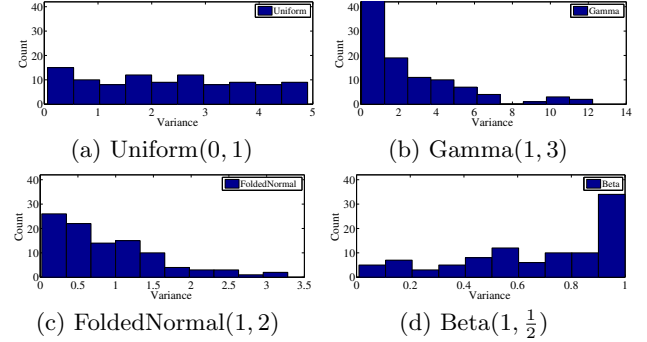 40
30
20
10
0
Count
Uniform
0 1 2 3 4 5
Variance
(a) Uniform(0, 1)
40
30
20
10
0
Count
Gamma
0 2 4 6 8 10 12 14
Variance
(b) Gamma(1, 3)
40
30
20
10
0
Count
FoldedNormal
0 0.5 1 1.5 2 2.5 3 3.5
Variance
(c) FoldedNormal(1, 2)
40
30
20
10
0
Count
Beta
0 0.2 0.4 0.6 0.8 1
Variance
(d) Beta(1, ½)